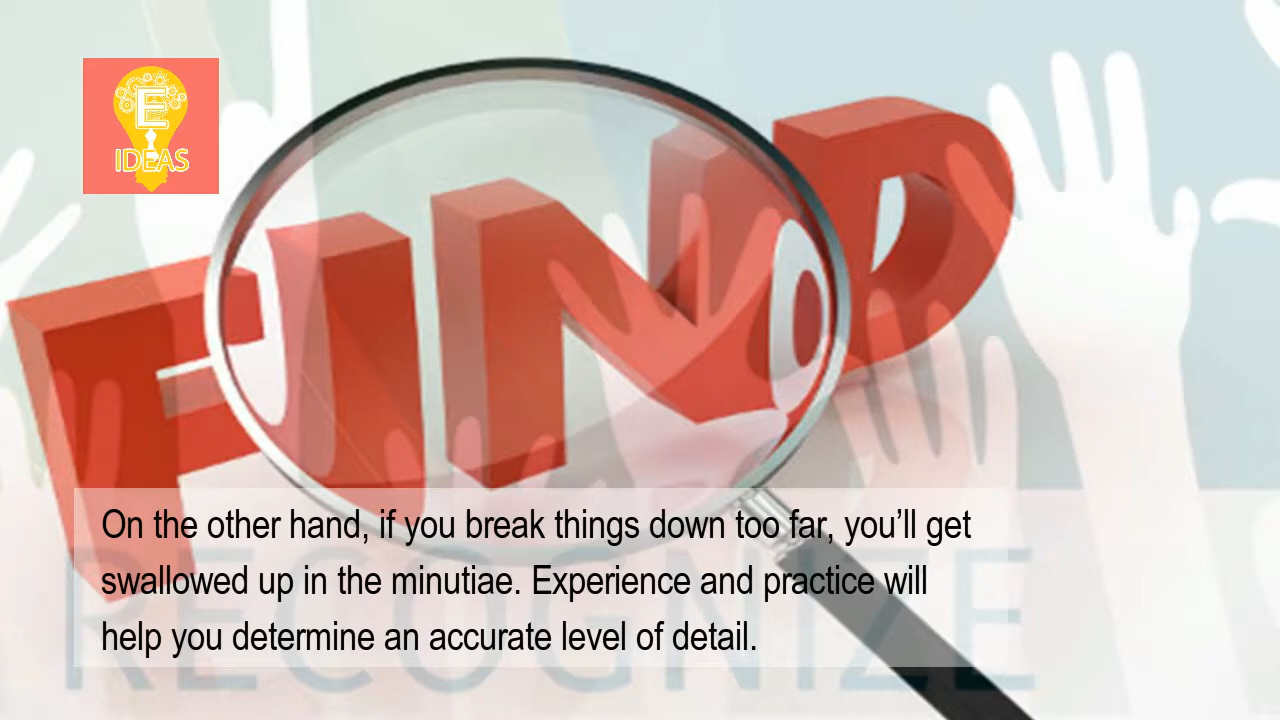 E
IDEAS
FIND
On the other hand, if you break things down too far, you’ll get
swallowed up in the minutiae. Experience and practice will
help you determine an accurate level of detail.
RECOGNIZE